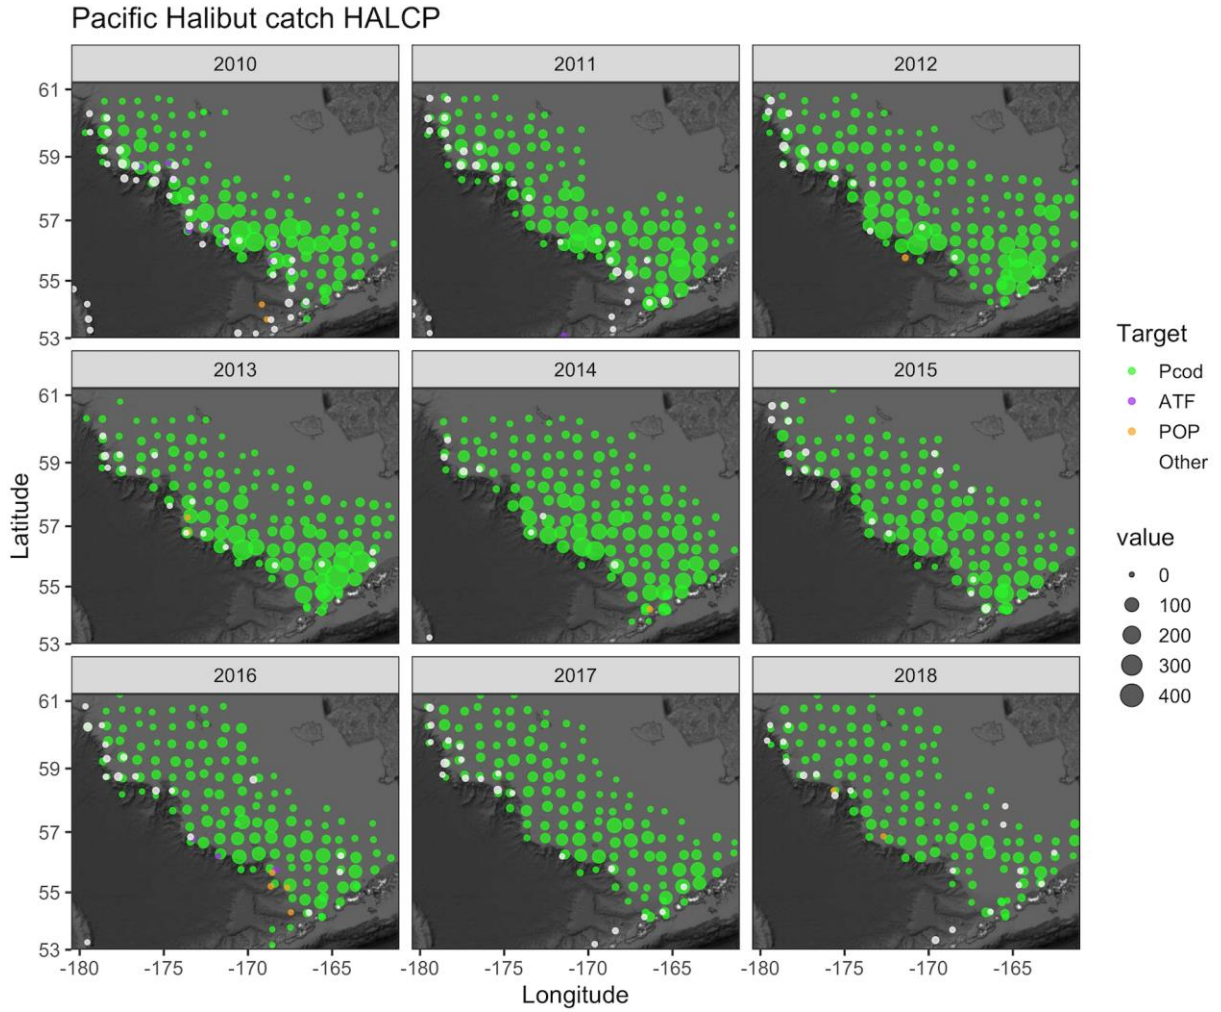 Pacific Halibut catch HALCP
2010 2011 2012
61
59
57
55
53
2013 2014 2015
61
59
57
55
53
2016 2017 2018
61
59
57
55
53
-180 -175 -170 -165 -180 -175 -170 -165 -180 -175 -170 -165
Longitude
Latitude
Target
Pcod
ATF
POP
Other
value
0
100
200
300
400